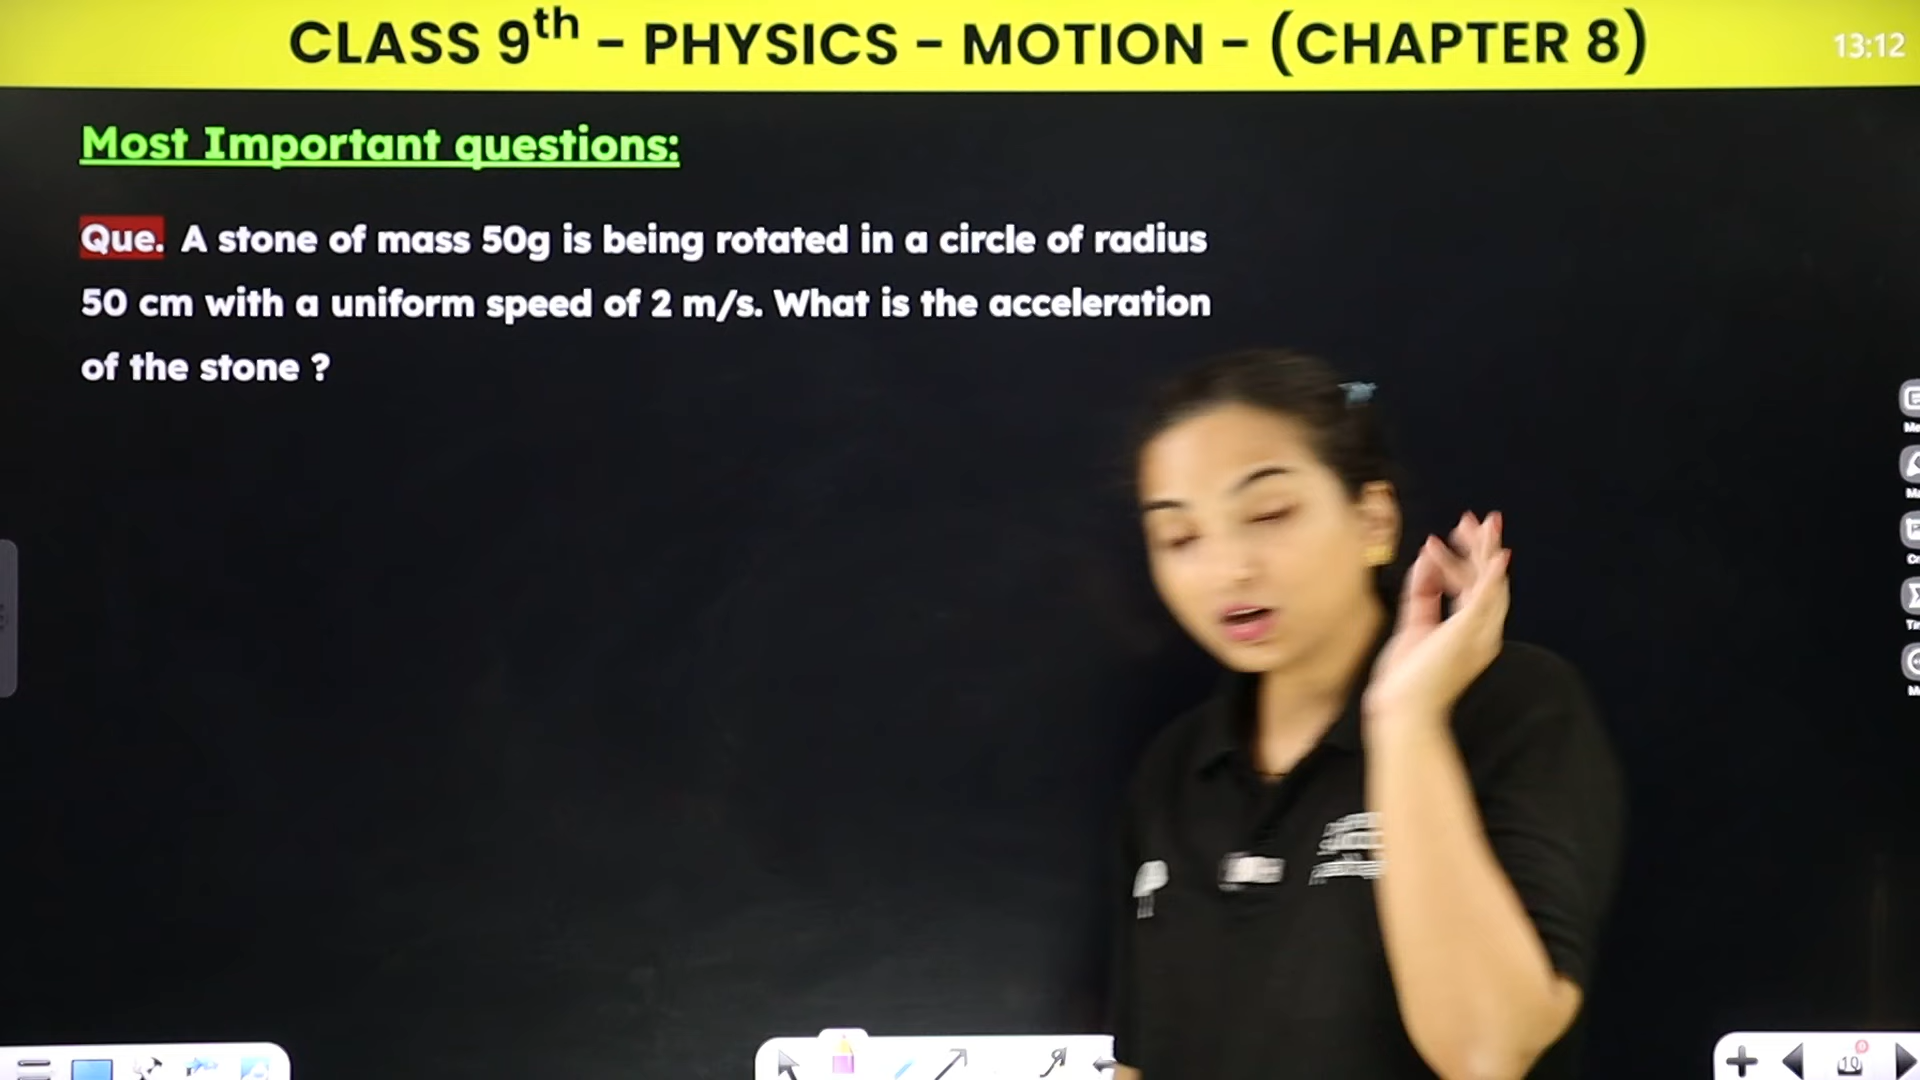 CLASS 9th - PHYSICS - MOTION - (CHAPTER 8)
13:12
Most Important questions:
Que. A stone of mass 50g is being rotated in a circle of radius
50 cm with a uniform speed of 2 m/s. What is the acceleration
of the stone ?
10